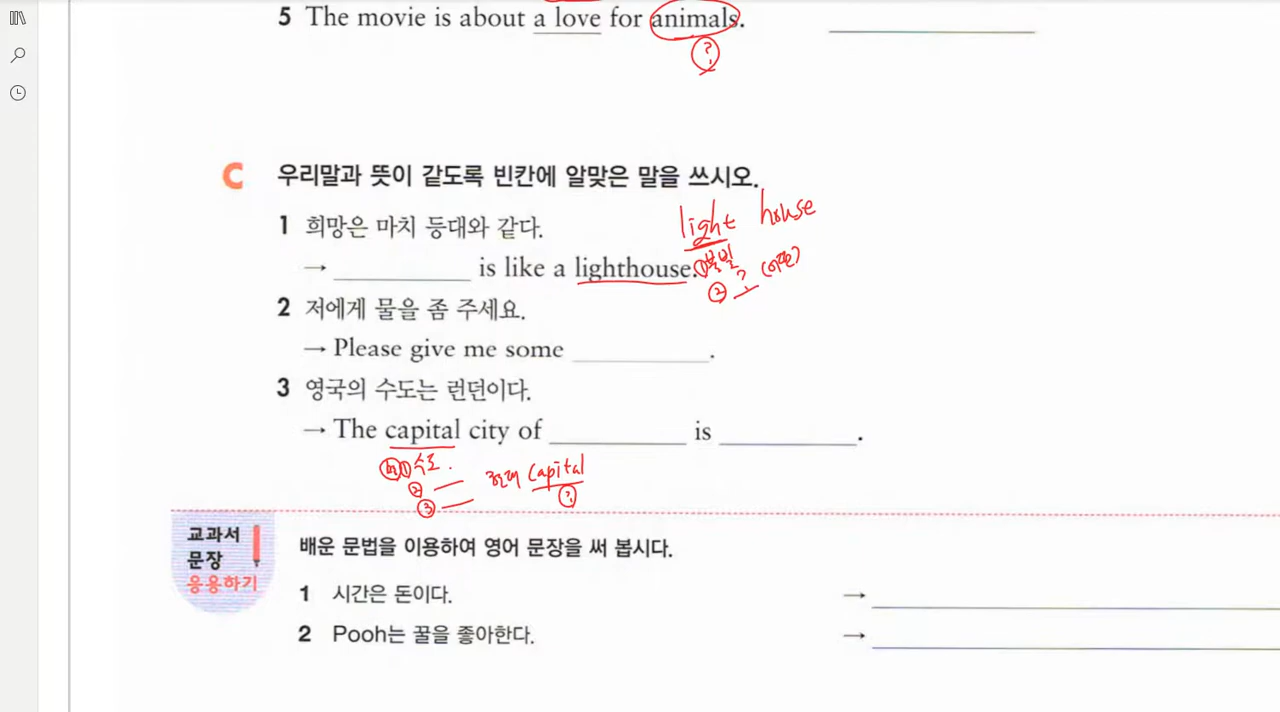 5 The movie is about a love for animals.
?
C 우리말과 뜻이 같도록 빈칸에 알맞은 말을 쓰시오.
light house
1 희망은 마치 등대와 같다.
→ is like a lighthouse.
① 불빛
② ?
2 저에게 물을 좀 주세요.
→ Please give me some .
3 영국의 수도는 런던이다.
→ The capital city of is .
① 수도.
②
③
capital
?
교과서
문장
응용하기
배운 문법을 이용하여 영어 문장을 써 봅시다.
1 시간은 돈이다. →
2 Pooh는 꿀을 좋아한다. →